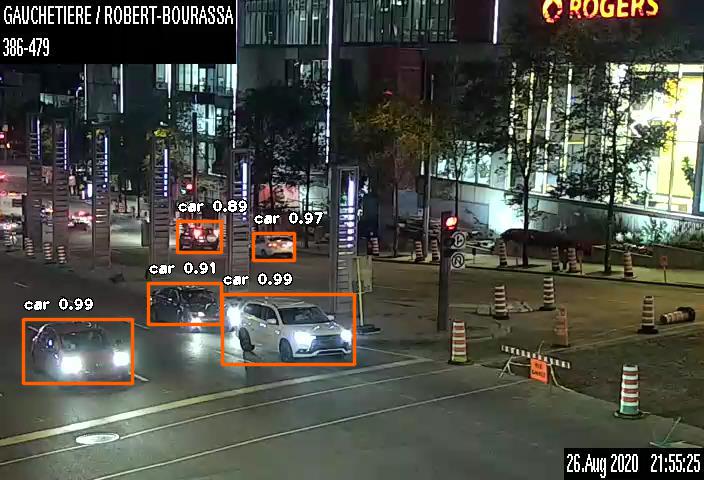 GAUCHETIERE / ROBERT-BOURASSA
386-479
ROGERS
car 0.89
car 0.97
car 0.91
car 0.99
car 0.99
26.Aug 2020 21:55:25